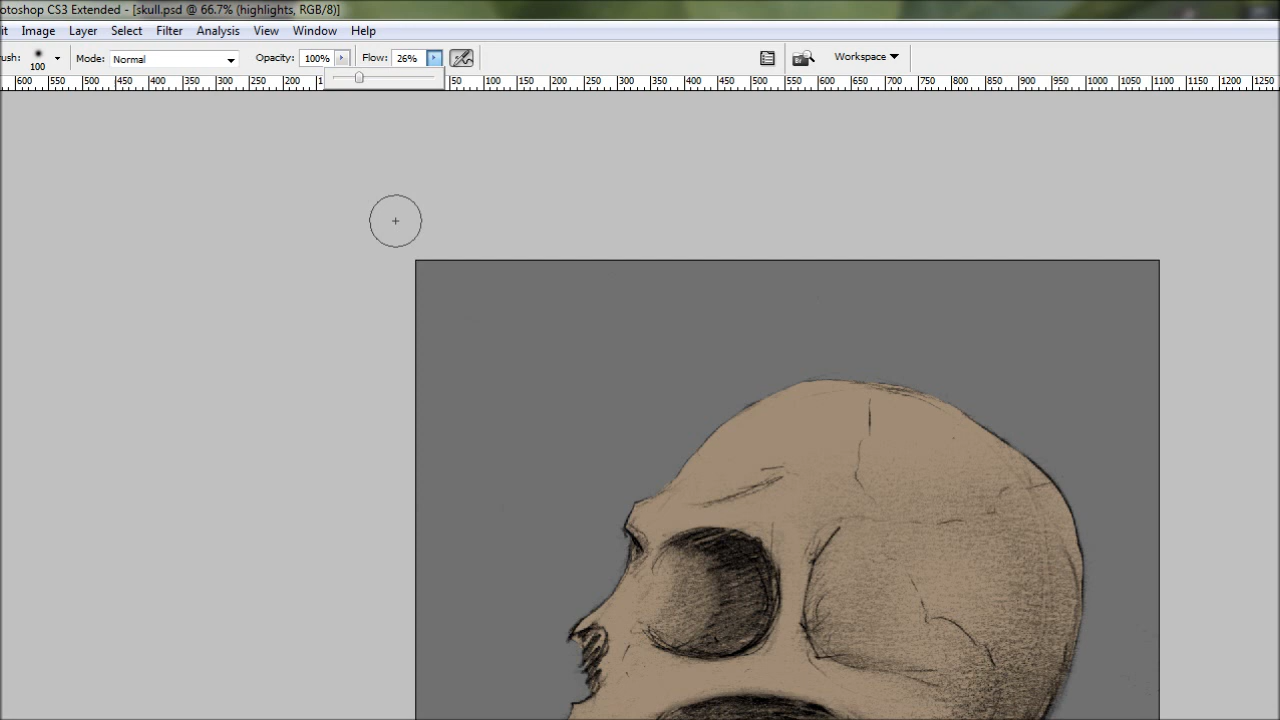 otoshop CS3 Extended - [skull.psd @ 66.7% (highlights, RGB/8)]
it Image Layer Select Filter Analysis View Window Help
ush: 100 Mode: Normal Opacity: 100% Flow: 26% Br Workspace
600 550 500 450 400 350 300 250 200 1 50 100 150 200 250 300 350 400 450 500 550 600 650 700 750 800 850 900 950 1000 1050 1100 1150 1200 1250